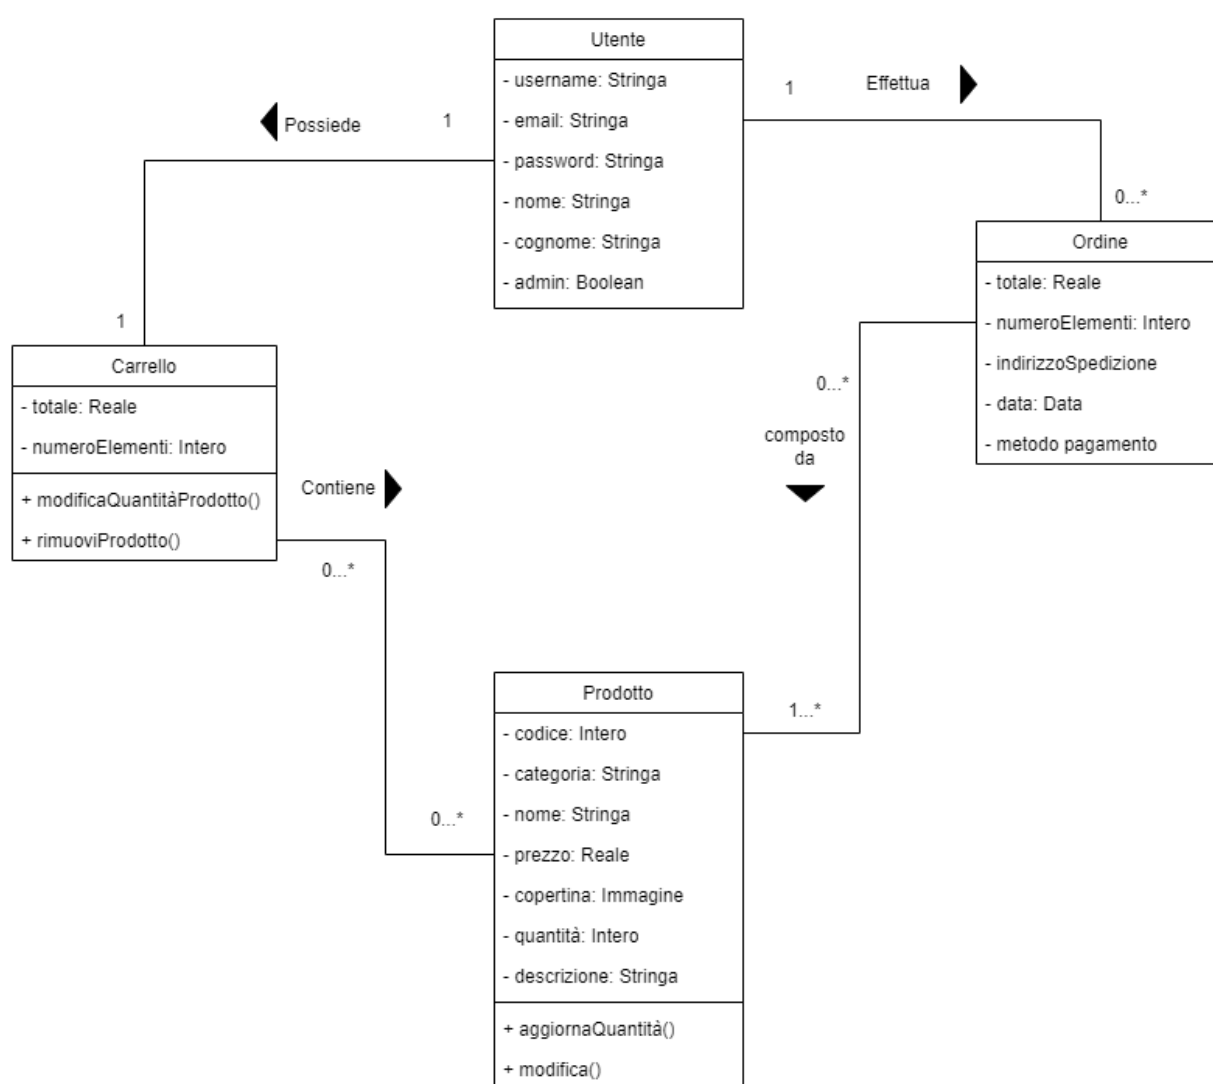 Utente
- username: Stringa
- email: Stringa
- password: Stringa
- nome: Stringa
- cognome: Stringa
- admin: Boolean
Possiede
1
1
1
Effettua
0...*
Ordine
- totale: Reale
- numeroElementi: Intero
- indirizzoSpedizione
- data: Data
- metodo pagamento
Carrello
- totale: Reale
- numeroElementi: Intero
+ modificaQuantitàProdotto()
+ rimuoviProdotto()
Contiene
0...*
0...*
0...*
composto
da
1...*
Prodotto
- codice: Intero
- categoria: Stringa
- nome: Stringa
- prezzo: Reale
- copertina: Immagine
- quantità: Intero
- descrizione: Stringa
+ aggiornaQuantità()
+ modifica()